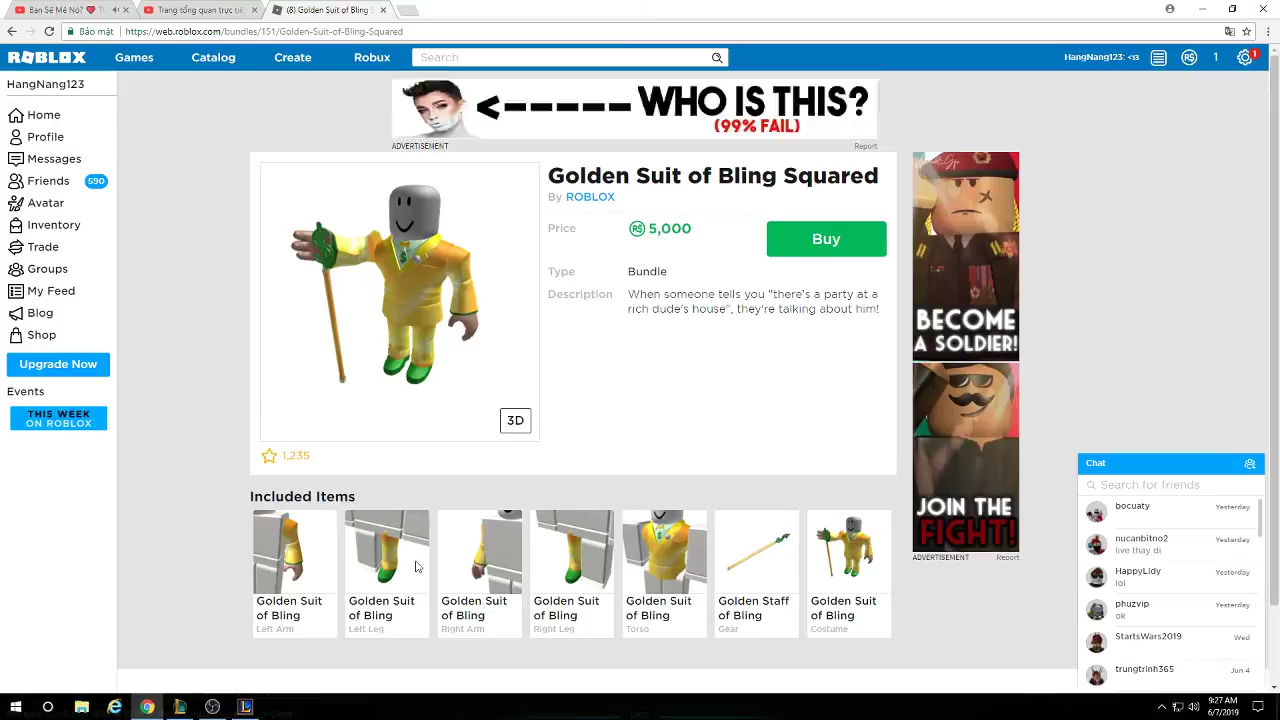 Bạn Sẽ Mê Nó? ❤️ T
Trang tổng quan trực tiế
(8) Golden Suit of Bling S
Bảo mật
https://web.roblox.com/bundles/151/Golden-Suit-of-Bling-Squared
ROBLOX
Games
Catalog
Create
Robux
Search
HangNang123: <13
1
1
HangNang123
Home
Profile
Messages
Friends 590
Avatar
Inventory
Trade
Groups
My Feed
Blog
Shop
Upgrade Now
Events
THIS WEEK
ON ROBLOX
<-----WHO IS THIS?
(99% FAIL)
ADVERTISEMENT
Report
Golden Suit of Bling Squared
By ROBLOX
Price
R$ 5,000
Buy
Type
Bundle
Description
When someone tells you "there's a party at a
rich dude's house", they're talking about him!
3D
1,235
Included Items
Golden Suit
of Bling
Left Arm
Golden Suit
of Bling
Left Leg
Golden Suit
of Bling
Right Arm
Golden Suit
of Bling
Right Leg
Golden Suit
of Bling
Torso
Golden Staff
of Bling
Gear
Golden Suit
of Bling
Costume
BECOME
A SOLDIER!
JOIN THE
FIGHT!
ADVERTISEMENT
Report
Chat
Search for friends
bocuaty
Yesterday
nucanbitno2
Yesterday
live thay di
HappyLldy
Yesterday
lol
phuzvip
Yesterday
ok
StartsWars2019
Wed
trungtrinh365
Jun 4
9:27 AM
6/7/2019